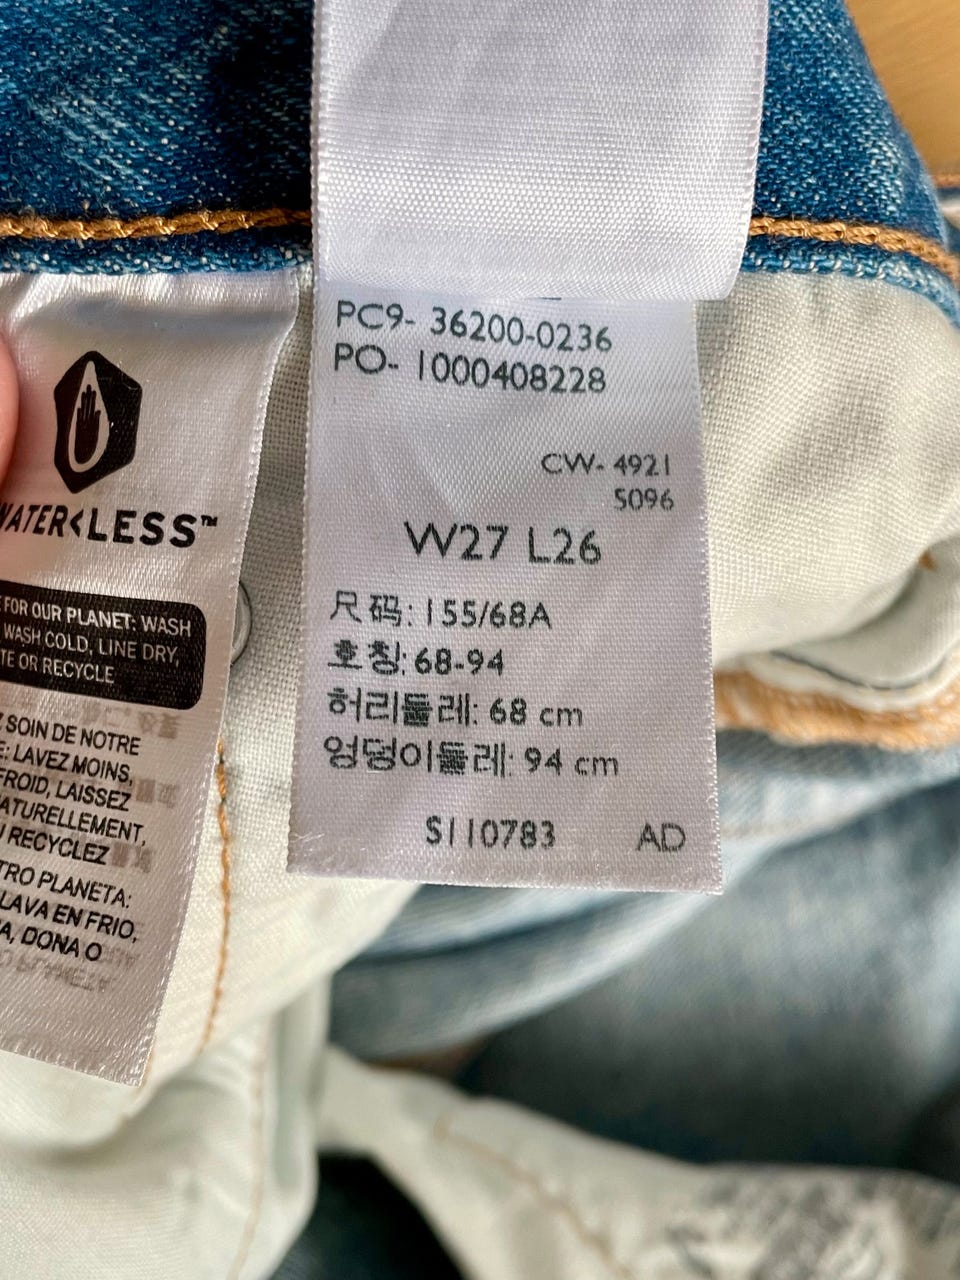 WATER<LESS™
FOR OUR PLANET: WASH
WASH COLD, LINE DRY,
OR RECYCLE
SOIN DE NOTRE
LAVEZ MOINS,
FROID, LAISSEZ
NATURELLEMENT,
RECYCLEZ
PLANETA:
LAVA EN FRIO,
DONA O
PC9- 36200-0236
PO- 1000408228
CW- 4921
5096
W27 L26
尺码: 155/68A
호칭: 68-94
허리둘레: 68 cm
엉덩이둘레: 94 cm
S110783 AD